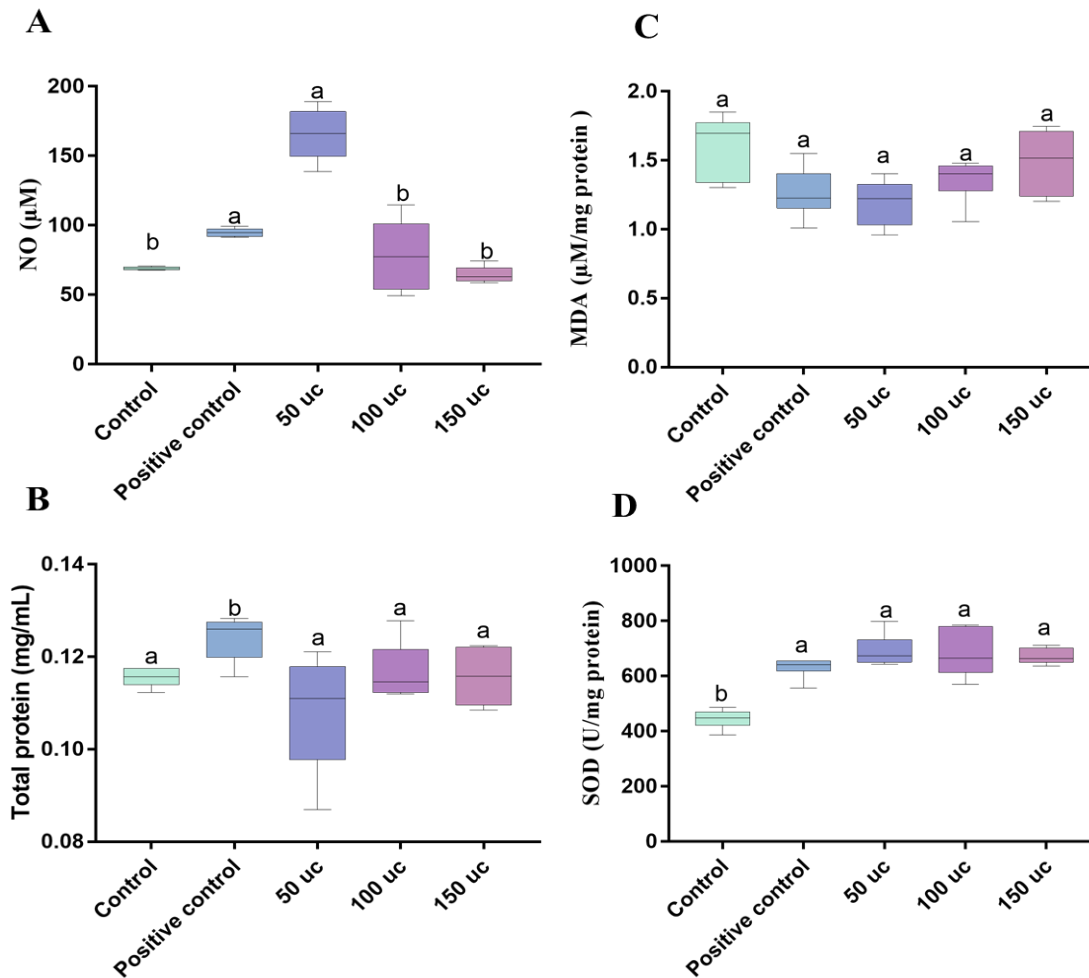 A
NO (µM)
200
150
100
50
0
b
a
a
b
b
Control
Positive control
50 uc
100 uc
150 uc
C
MDA (µM/mg protein )
2.0
1.5
1.0
0.5
0.0
a
a
a
a
a
Control
Positive control
50 uc
100 uc
150 uc
B
Total protein (mg/mL)
0.14
0.12
0.10
0.08
a
b
a
a
a
Control
Positive control
50 uc
100 uc
150 uc
D
SOD (U/mg protein)
1000
800
600
400
200
0
b
a
a
a
a
Control
Positive control
50 uc
100 uc
150 uc